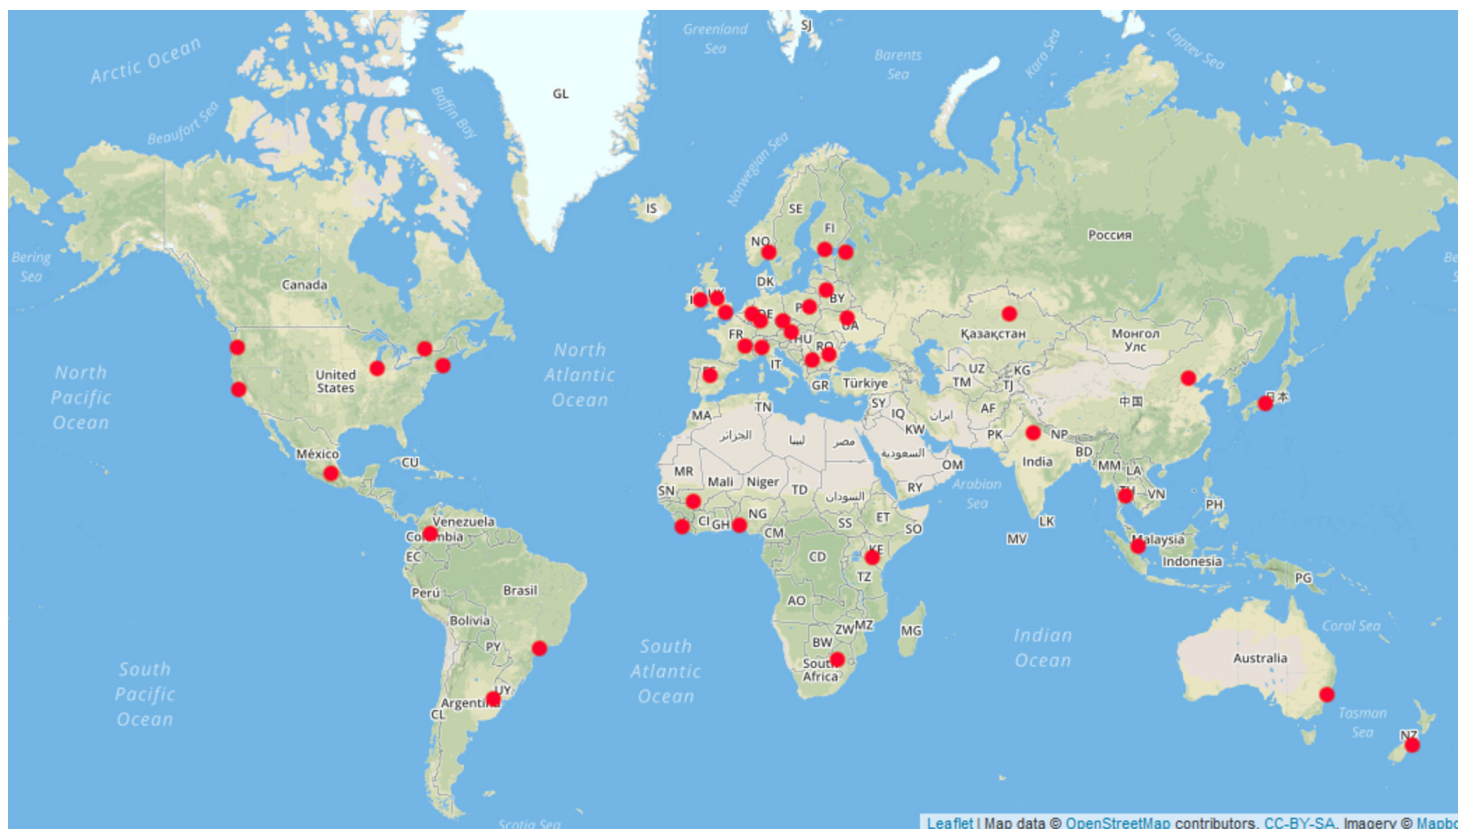 SJ
Greenland
Sea
Barents
Sea
Kara Sea
Laptev Sea
Arctic Ocean
GL
Baffin Bay
Beaufort Sea
Norwegian Sea
IS
SE
FI
NO
Россия
Bering
Sea
Canada
DK
BY
DE
UA
Қазақстан
Монгол
Улс
FR
HU
RO
IT
GR
Türkiye
UZ
KG
TM
TJ
North
Atlantic
Ocean
United
States
North
Pacific
Ocean
中国
日本
MA
TN
SY
IQ
ایران
AF
KW
PK
NP
الجزائر
ليبيا
مصر
السعودية
México
CU
India
BD
MM
LA
OM
MR
Mali
Niger
TD
السودان
RY
Arabian
Sea
SN
VN
PH
CI
GH
NG
CM
SS
ET
SO
LK
MV
Venezuela
Colombia
EC
KE
Malaysia
Indonesia
CD
TZ
PG
Perú
Brasil
AO
Bolivia
ZW
MZ
MG
BW
PY
South
Africa
South
Atlantic
Ocean
Indian
Ocean
Coral Sea
Australia
South
Pacific
Ocean
UY
Argentina
CL
Tasman
Sea
NZ
Scotia Sea
Leaflet | Map data © OpenStreetMap contributors, CC-BY-SA, Imagery © Mapbo